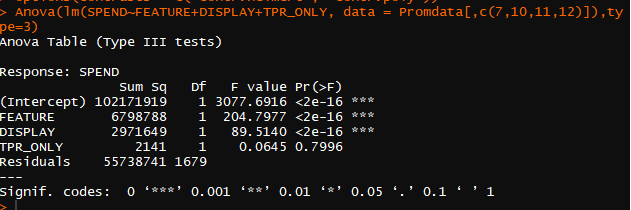 > Anova(lm(SPEND~FEATURE+DISPLAY+TPR_ONLY, data = Promdata[,c(7,10,11,12)]),ty
pe=3)
Anova Table (Type III tests)
Response: SPEND
Sum Sq Df F value Pr(>F)
(Intercept) 102171919 1 3077.6916 <2e-16 ***
FEATURE 6798788 1 204.7977 <2e-16 ***
DISPLAY 2971649 1 89.5140 <2e-16 ***
TPR_ONLY 2141 1 0.0645 0.7996
Residuals 55738741 1679
---
Signif. codes: 0 ‘***’ 0.001 ‘**’ 0.01 ‘*’ 0.05 ‘.’ 0.1 ‘ ’ 1
>